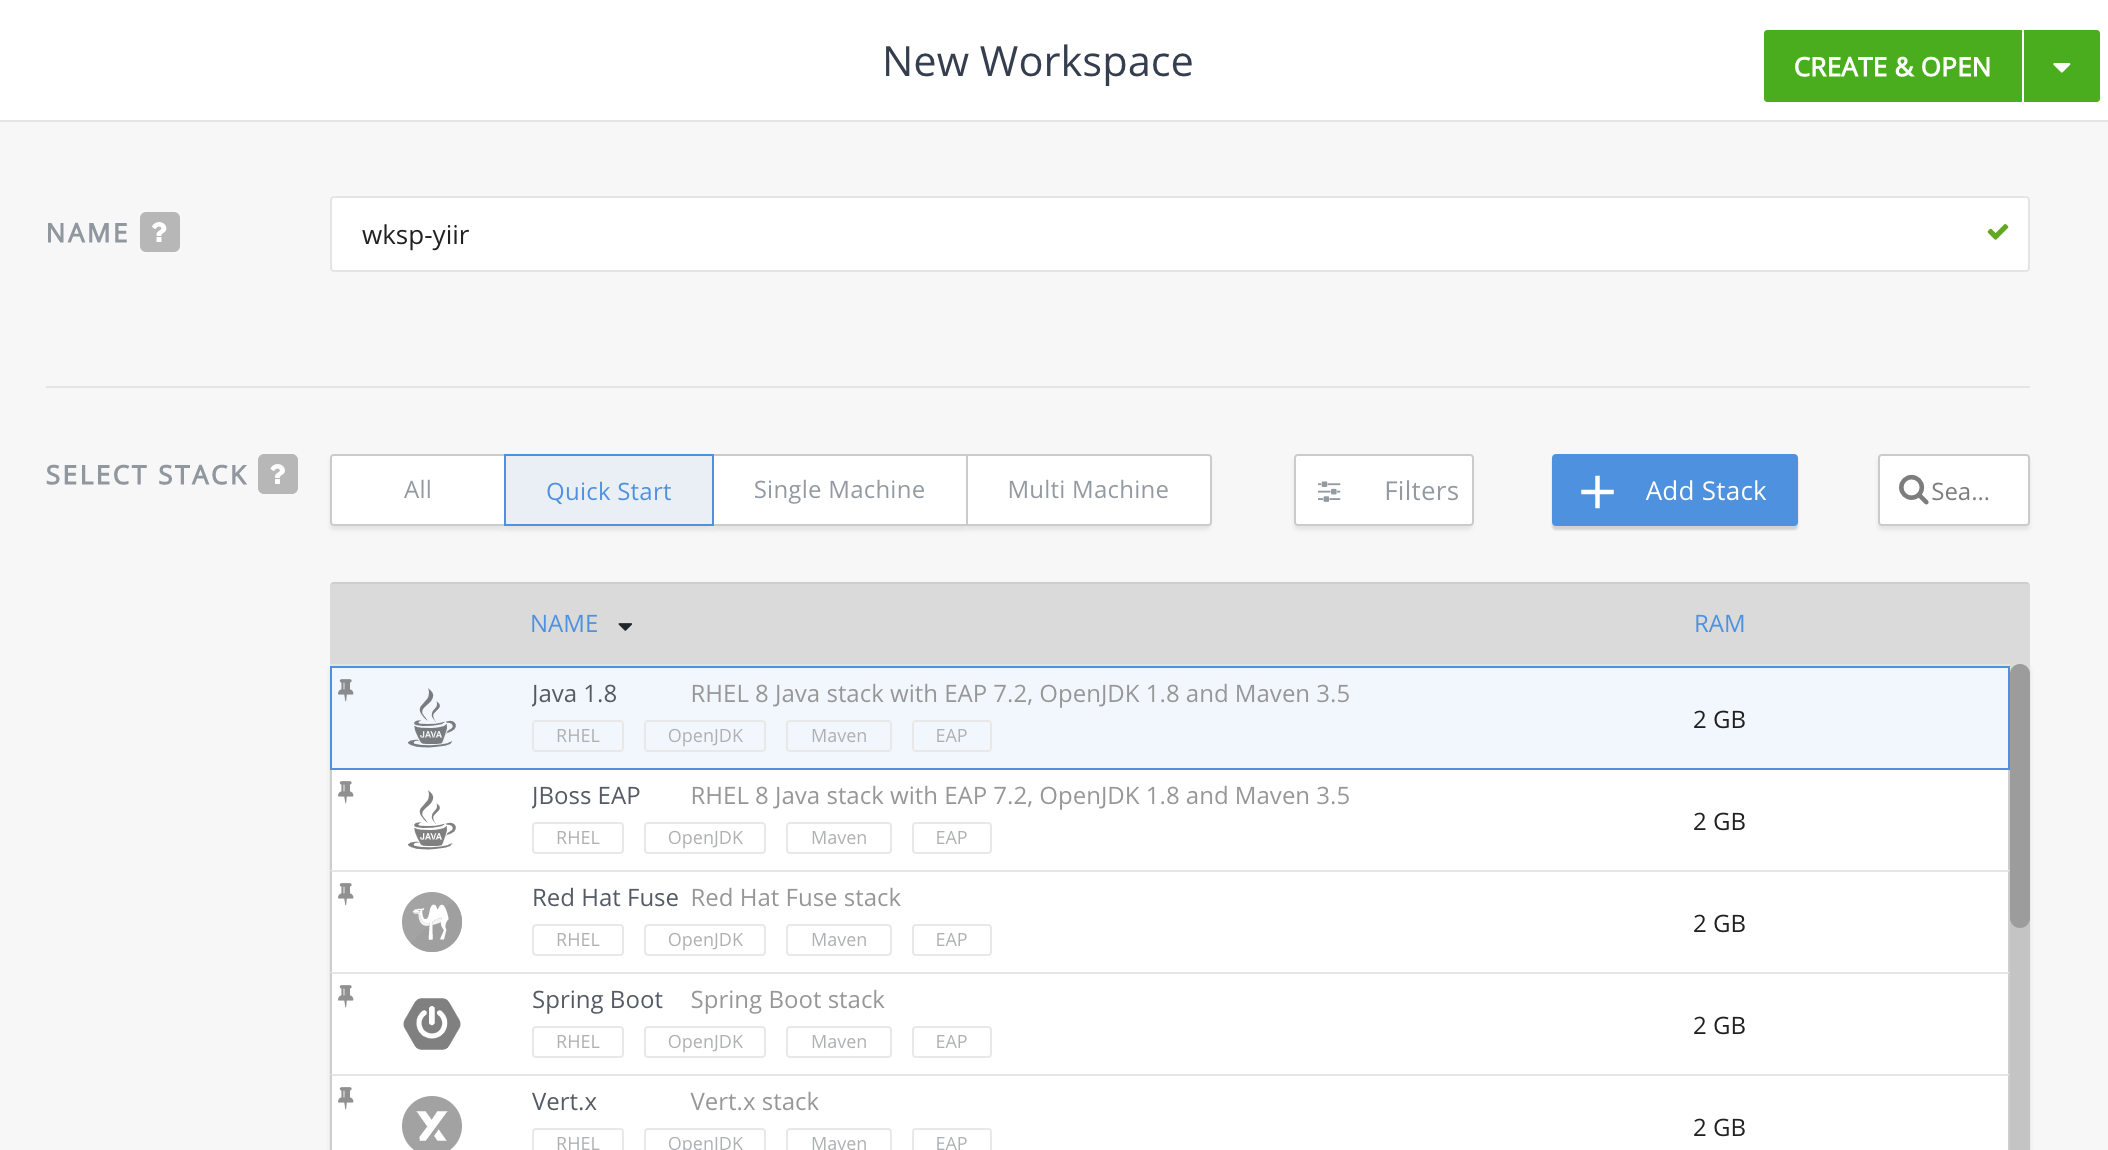 New Workspace
CREATE & OPEN
NAME ?
wksp-yiir
SELECT STACK ?
All Quick Start Single Machine Multi Machine Filters Add Stack Sea...
NAME RAM
Java 1.8 RHEL 8 Java stack with EAP 7.2, OpenJDK 1.8 and Maven 3.5
JAVA
RHEL OpenJDK Maven EAP
2 GB
JBoss EAP RHEL 8 Java stack with EAP 7.2, OpenJDK 1.8 and Maven 3.5
JAVA
RHEL OpenJDK Maven EAP
2 GB
Red Hat Fuse Red Hat Fuse stack
RHEL OpenJDK Maven EAP
2 GB
Spring Boot Spring Boot stack
RHEL OpenJDK Maven EAP
2 GB
Vert.x Vert.x stack
RHEL OpenJDK Maven EAP
2 GB